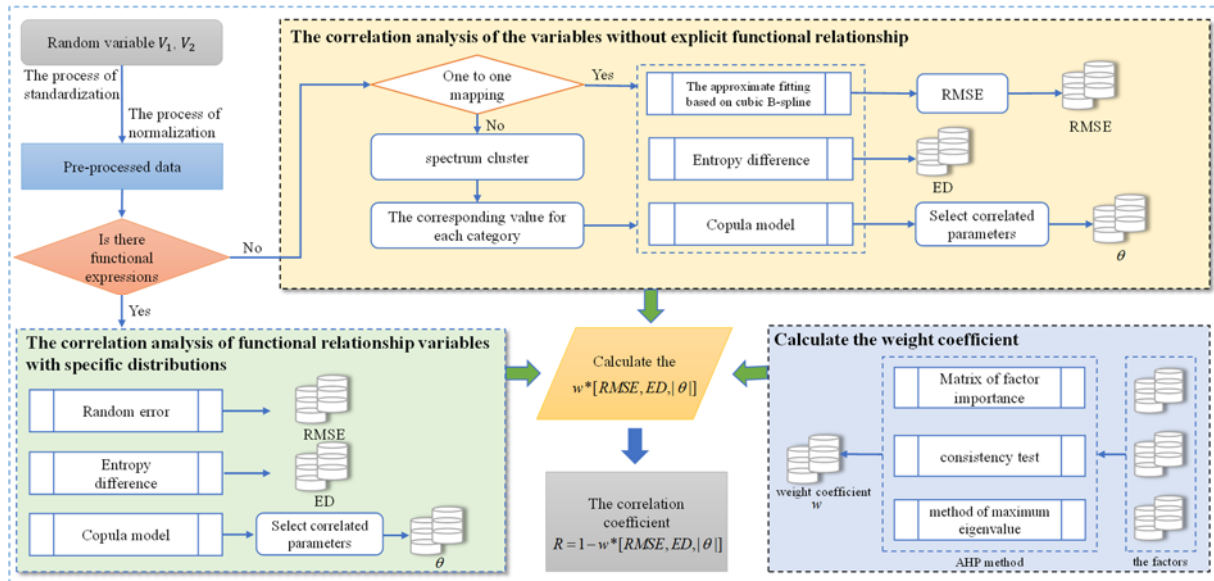 Random variable V₁, V₂
The process of
standardization
The process of
normalization
Pre-processed data
Is there
functional
expressions
No
Yes
The correlation analysis of the variables without explicit functional relationship
One to one
mapping
Yes
No
spectrum cluster
The corresponding value for
each category
The approximate fitting
based on cubic B-spline
RMSE
RMSE
Entropy difference
ED
Copula model
Select correlated
parameters
θ
The correlation analysis of functional relationship variables
with specific distributions
Random error
RMSE
Entropy
difference
ED
Copula model
Select correlated
parameters
θ
Calculate the
w*[RMSE, ED,| θ |]
The correlation
coefficient
R = 1 − w*[RMSE, ED,| θ |]
Calculate the weight coefficient
Matrix of factor
importance
consistency test
method of maximum
eigenvalue
weight coefficient
w
AHP method
the factors